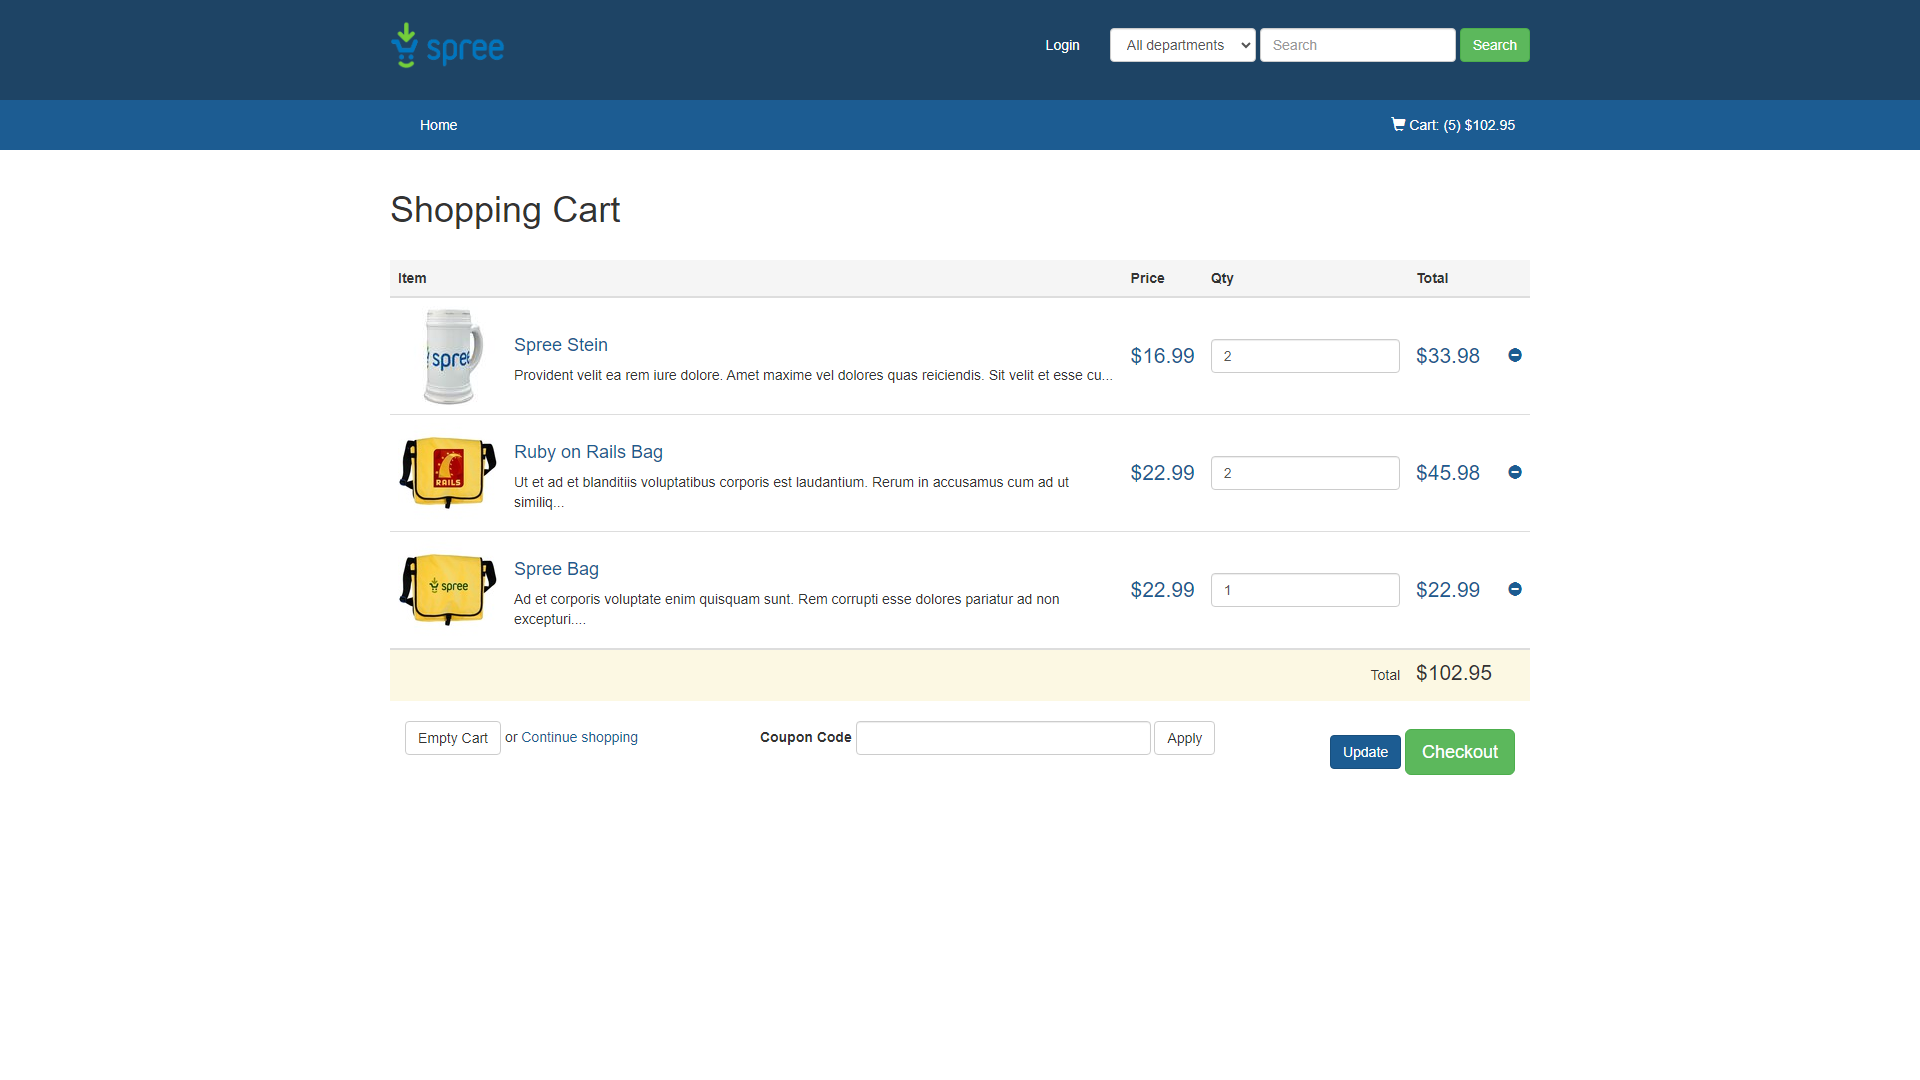 spree
Login
All departments
Search
Search
Home
Cart: (5) $102.95
Shopping Cart
Item Price Qty Total
spree
Spree Stein
Provident velit ea rem iure dolore. Amet maxime vel dolores quas reiciendis. Sit velit et esse cu...
$16.99 2 $33.98
RAILS
Ruby on Rails Bag
Ut et ad et blanditiis voluptatibus corporis est laudantium. Rerum in accusamus cum ad ut
similiq...
$22.99 2 $45.98
spree
Spree Bag
Ad et corporis voluptate enim quisquam sunt. Rem corrupti esse dolores pariatur ad non
excepturi....
$22.99 1 $22.99
Total $102.95
Empty Cart or Continue shopping
Coupon Code
Apply
Update
Checkout